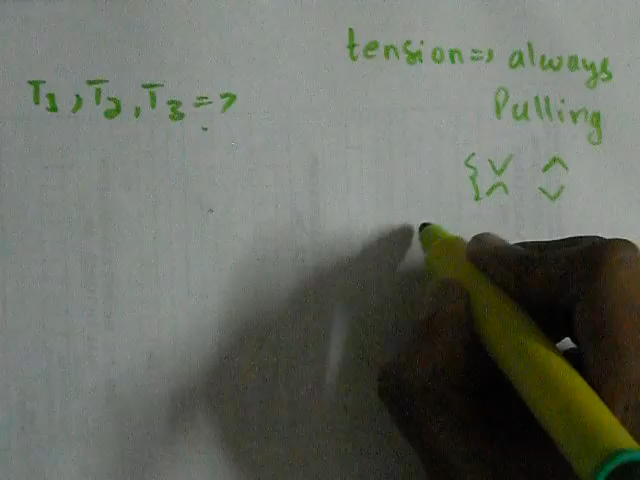 tension=> always
T1, T2, T3 =>
Pulling